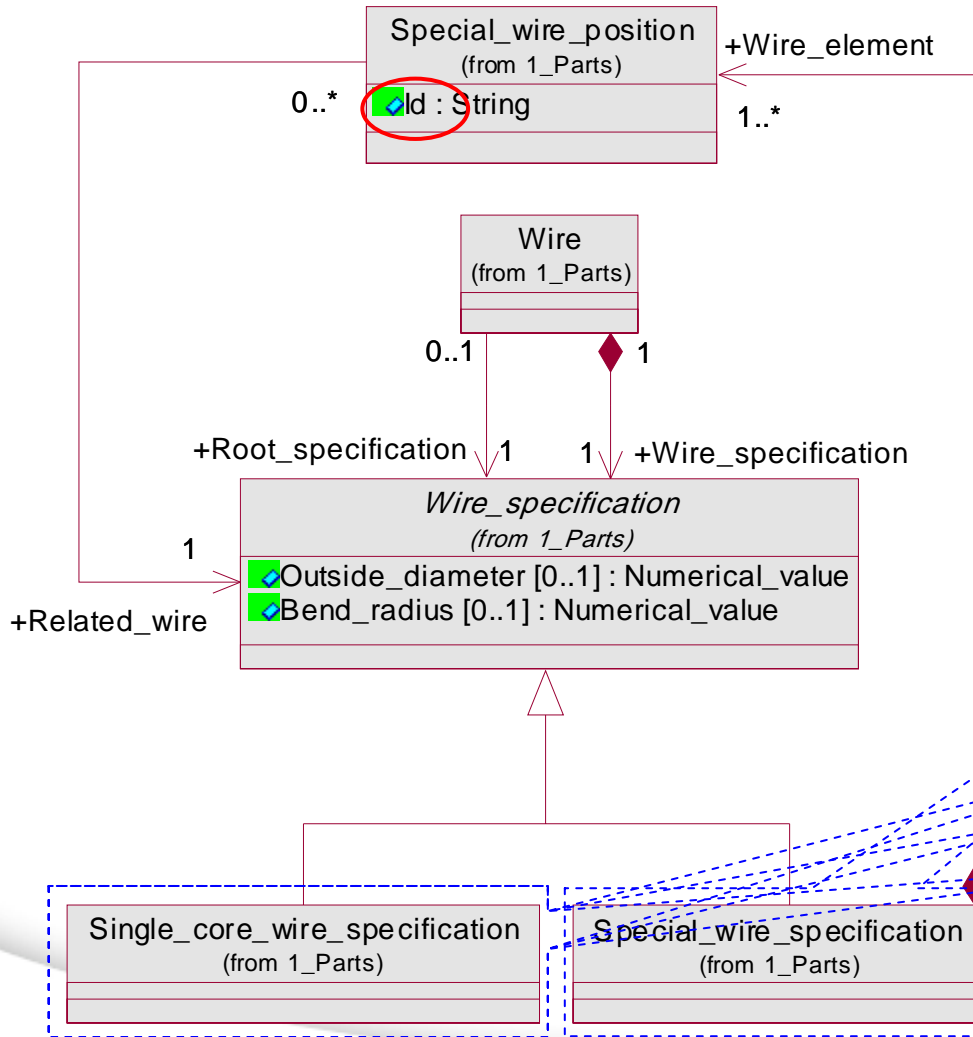 Special_wire_position
(from 1_Parts)
+Wire_element
0..*
Id : String
1..*
Wire
(from 1_Parts)
0..1
1
+Root_specification
1
1
+Wire_specification
Wire_specification
(from 1_Parts)
1
Outside_diameter [0..1] : Numerical_value
Bend_radius [0..1] : Numerical_value
+Related_wire
Single_core_wire_specification
(from 1_Parts)
Special_wire_specification
(from 1_Parts)